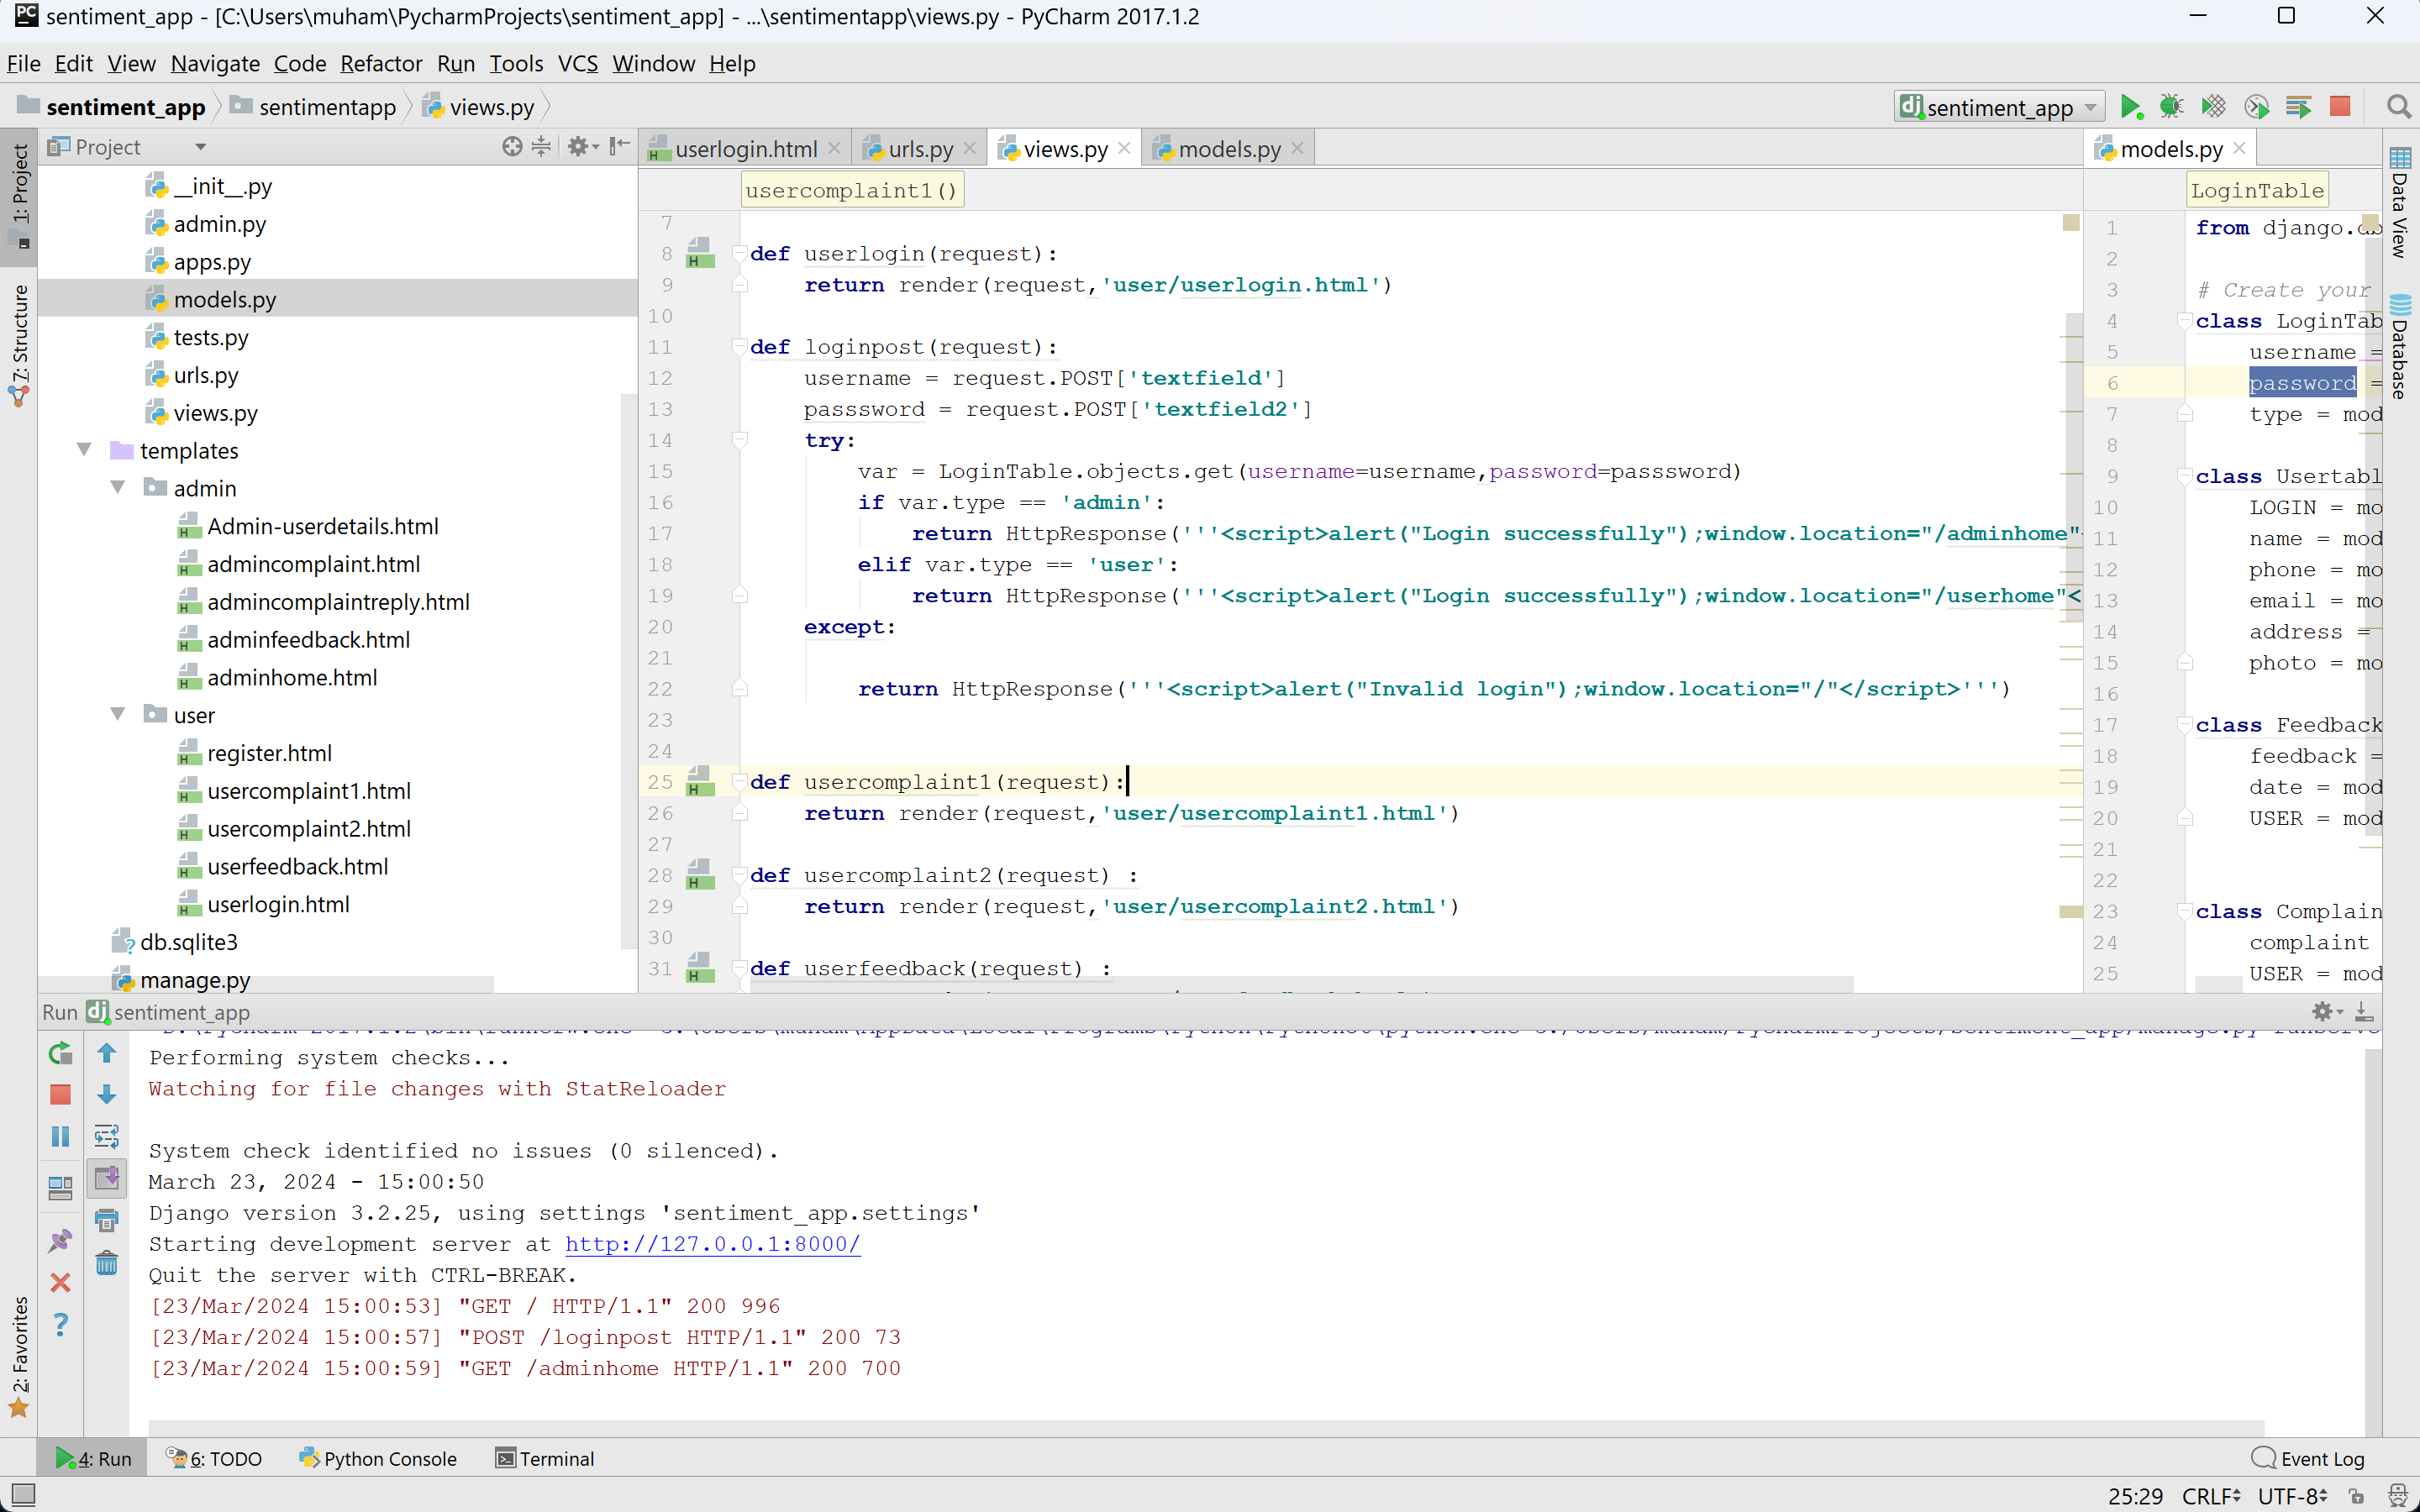 sentiment_app - [C:\Users\muham\PycharmProjects\sentiment_app] - ...\sentimentapp\views.py - PyCharm 2017.1.2
File Edit View Navigate Code Refactor Run Tools VCS Window Help
sentiment_app sentimentapp views.py
sentiment_app
1: Project
7: Structure
2: Favorites
Project
__init__.py
admin.py
apps.py
models.py
tests.py
urls.py
views.py
templates
admin
Admin-userdetails.html
admincomplaint.html
admincomplaintreply.html
adminfeedback.html
adminhome.html
user
register.html
usercomplaint1.html
usercomplaint2.html
userfeedback.html
userlogin.html
db.sqlite3
manage.py
userlogin.html urls.py views.py models.py
usercomplaint1()
7
8 def userlogin(request):
9 return render(request,'user/userlogin.html')
10
11 def loginpost(request):
12 username = request.POST['textfield']
13 passsword = request.POST['textfield2']
14 try:
15 var = LoginTable.objects.get(username=username,password=passsword)
16 if var.type == 'admin':
17 return HttpResponse('''<script>alert("Login successfully");window.location="/adminhome"
18 elif var.type == 'user':
19 return HttpResponse('''<script>alert("Login successfully");window.location="/userhome"<
20 except:
21
22 return HttpResponse('''<script>alert("Invalid login");window.location="/"</script>''')
23
24
25 def usercomplaint1(request):
26 return render(request,'user/usercomplaint1.html')
27
28 def usercomplaint2(request) :
29 return render(request,'user/usercomplaint2.html')
30
31 def userfeedback(request) :
models.py
LoginTable
1 from django.db
2
3 # Create your
4 class LoginTab
5 username =
6 password =
7 type = mod
8
9 class Usertabl
10 LOGIN = mo
11 name = mod
12 phone = mo
13 email = mo
14 address =
15 photo = mo
16
17 class Feedback
18 feedback =
19 date = mod
20 USER = mod
21
22
23 class Complain
24 complaint
25 USER = mod
Data View
Database
Run sentiment_app
Performing system checks...
Watching for file changes with StatReloader
System check identified no issues (0 silenced).
March 23, 2024 - 15:00:50
Django version 3.2.25, using settings 'sentiment_app.settings'
Starting development server at http://127.0.0.1:8000/
Quit the server with CTRL-BREAK.
[23/Mar/2024 15:00:53] "GET / HTTP/1.1" 200 996
[23/Mar/2024 15:00:57] "POST /loginpost HTTP/1.1" 200 73
[23/Mar/2024 15:00:59] "GET /adminhome HTTP/1.1" 200 700
4: Run 6: TODO Python Console Terminal Event Log
25:29 CRLF UTF-8